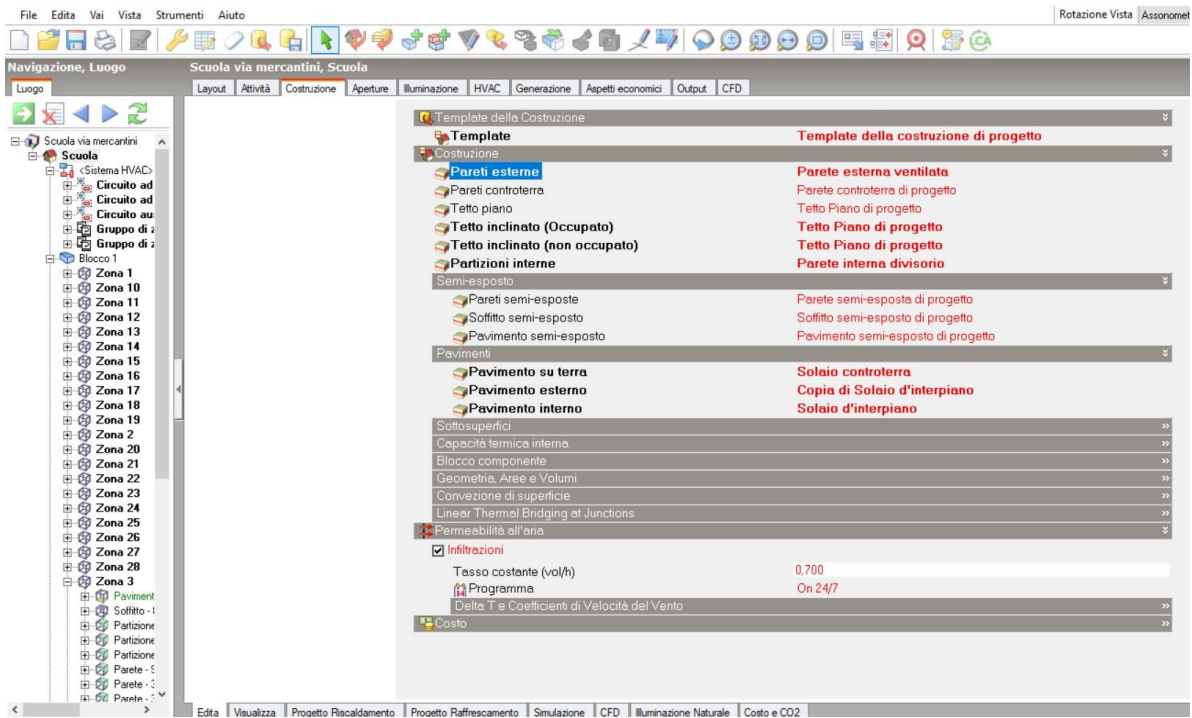 File Edita Vai Vista Strumenti Aiuto
Rotazione Vista Assonomet
Navigazione, Luogo
Luogo
Scuola via mercantini
Scuola
<Sistema HVAC>
Circuito ad
Circuito ad
Circuito au
Gruppo di z
Gruppo di z
Blocco 1
Zona 1
Zona 10
Zona 11
Zona 12
Zona 13
Zona 14
Zona 15
Zona 16
Zona 17
Zona 18
Zona 19
Zona 2
Zona 20
Zona 21
Zona 22
Zona 23
Zona 24
Zona 25
Zona 26
Zona 27
Zona 28
Zona 3
Paviment
Soffitto -
Partizione
Partizione
Partizione
Parete - S
Parete - 3
Parete -
Scuola via mercantini, Scuola
Layout Attività Costruzione Aperture Illuminazione HVAC Generazione Aspetti economici Output CFD
Template della Costruzione
Template Template della costruzione di progetto
Costruzione
Pareti esterne Parete esterna ventilata
Pareti controterra Parete controterra di progetto
Tetto piano Tetto Piano di progetto
Tetto inclinato (Occupato) Tetto Piano di progetto
Tetto inclinato (non occupato) Tetto Piano di progetto
Partizioni interne Parete interna divisorio
Semi-esposto
Pareti semi-esposte Parete semi-esposta di progetto
Soffitto semi-esposto Soffitto semi-esposto di progetto
Pavimento semi-esposto Pavimento semi-esposto di progetto
Pavimenti
Pavimento su terra Solaio controterra
Pavimento esterno Copia di Solaio d'interpiano
Pavimento interno Solaio d'interpiano
Sottosuperfici
Capacità termica interna
Blocco componente
Geometria, Aree e Volumi
Convezione di superficie
Linear Thermal Bridging at Junctions
Permeabilità all'aria
Infiltrazioni
Tasso costante (vol/h) 0,700
Programma On 24/7
Delta T e Coefficienti di Velocità del Vento
Costo
Edita Visualizza Progetto Riscaldamento Progetto Raffrescamento Simulazione CFD Illuminazione Naturale Costo e CO2